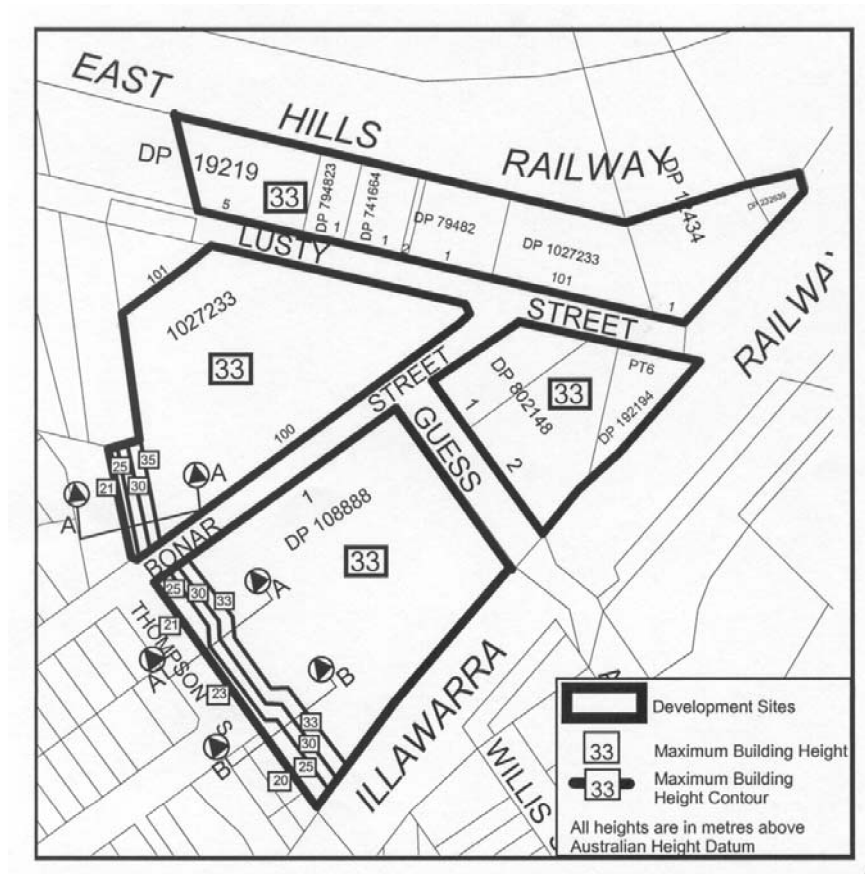 EAST
HILLS
RAILWAY
DP 19219
5
33
DP 794823
1
DP 741664
1
2
DP 79482
1
DP 1027233
101
DP 232639
1
LUSTY
STREET
RAILWAY
101
1027233
33
100
STREET
DP 802148
1
2
33
PT6
DP 192194
GUESS
35
25
30
21
A
A
BONAR
1
DP 108888
33
25
30
33
21
A
A
THOMPSON S
23
B
B
33
30
25
20
ILLAWARRA
WILLIS
Development Sites
33 Maximum Building Height
33 Maximum Building
Height Contour
All heights are in metres above
Australian Height Datum